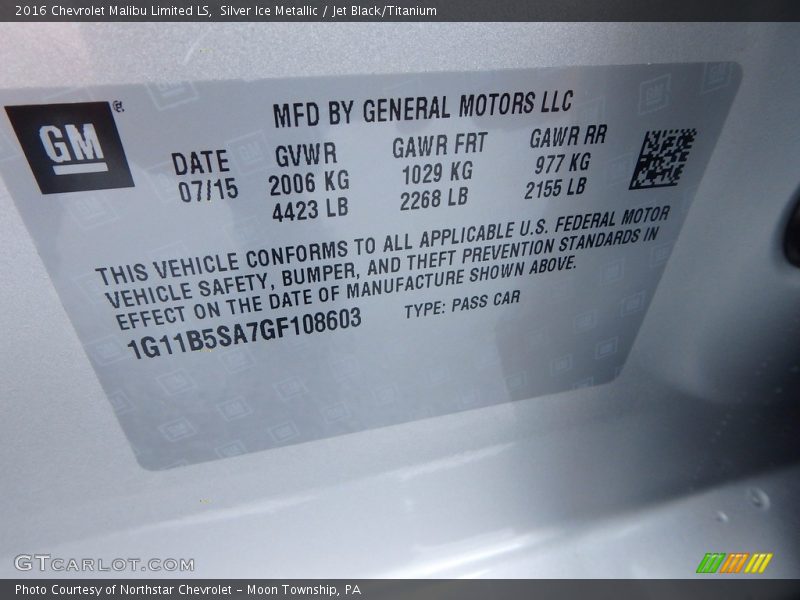 2016 Chevrolet Malibu Limited LS, Silver Ice Metallic / Jet Black/Titanium
GM®
MFD BY GENERAL MOTORS LLC
DATE GVWR GAWR FRT GAWR RR
07/15 2006 KG 1029 KG 977 KG
4423 LB 2268 LB 2155 LB
THIS VEHICLE CONFORMS TO ALL APPLICABLE U.S. FEDERAL MOTOR
VEHICLE SAFETY, BUMPER, AND THEFT PREVENTION STANDARDS IN
EFFECT ON THE DATE OF MANUFACTURE SHOWN ABOVE.
1G11B5SA7GF108603 TYPE: PASS CAR
GTCARLOT.COM
Photo Courtesy of Northstar Chevrolet - Moon Township, PA